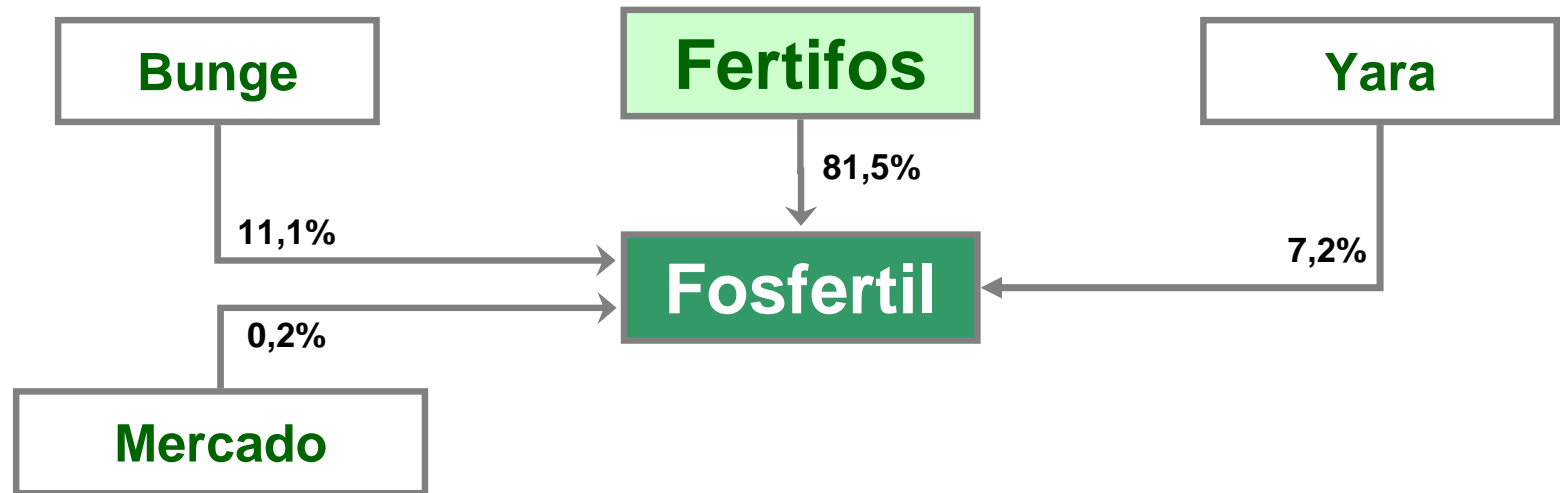 Bunge
Fertifos
Yara
81,5%
11,1%
7,2%
Fosfertil
0,2%
Mercado